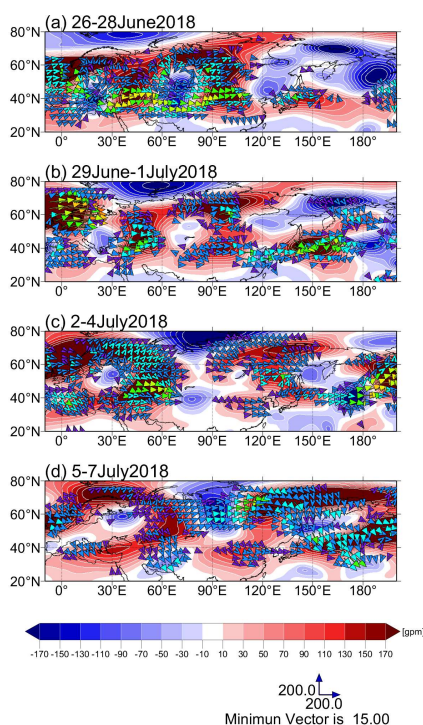 (a) 26-28June2018
80°N
60°N
40°N
20°N
0° 30°E 60°E 90°E 120°E 150°E 180°
(b) 29June-1July2018
80°N
60°N
40°N
20°N
0° 30°E 60°E 90°E 120°E 150°E 180°
(c) 2-4July2018
80°N
60°N
40°N
20°N
0° 30°E 60°E 90°E 120°E 150°E 180°
(d) 5-7July2018
80°N
60°N
40°N
20°N
0° 30°E 60°E 90°E 120°E 150°E 180°
[gpm]
-170 -150 -130 -110 -90 -70 -50 -30 -10 10 30 50 70 90 110 130 150 170
200.0
200.0
Minimun Vector is 15.00